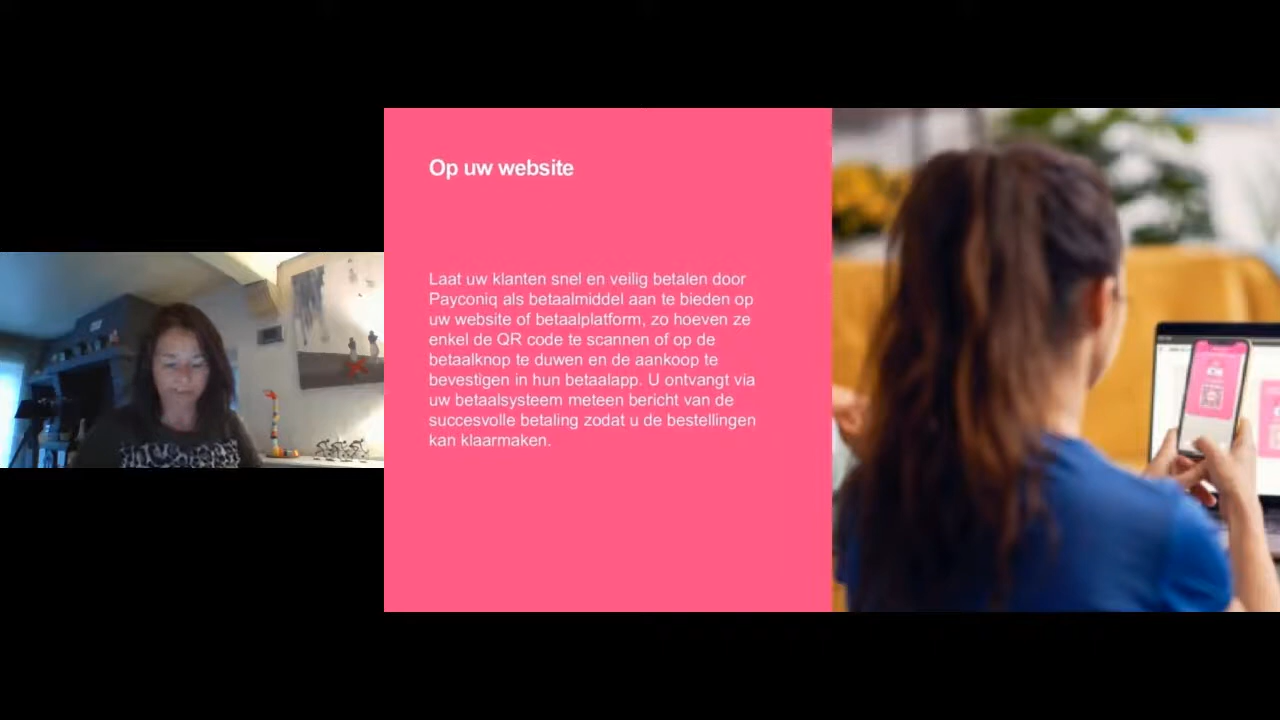 Op uw website
Laat uw klanten snel en veilig betalen door
Payconiq als betaalmiddel aan te bieden op
uw website of betaalplatform, zo hoeven ze
enkel de QR code te scannen of op de
betaalknop te duwen en de aankoop te
bevestigen in hun betaalapp. U ontvangt via
uw betaalsysteem meteen bericht van de
succesvolle betaling zodat u de bestellingen
kan klaarmaken.